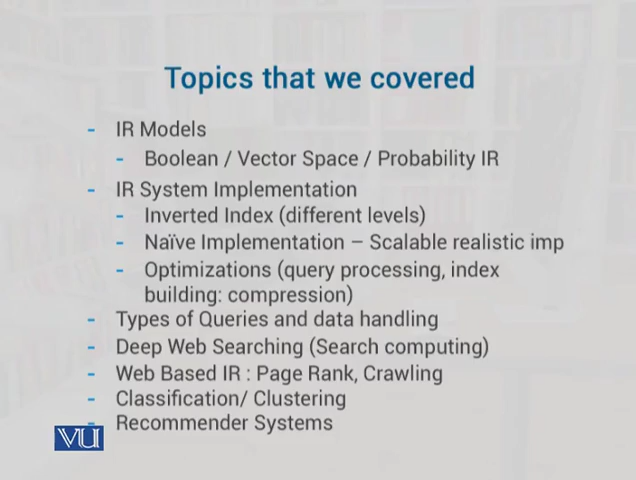 Topics that we covered
- IR Models
- Boolean / Vector Space / Probability IR
- IR System Implementation
- Inverted Index (different levels)
- Naïve Implementation – Scalable realistic imp
- Optimizations (query processing, index
building: compression)
- Types of Queries and data handling
- Deep Web Searching (Search computing)
- Web Based IR : Page Rank, Crawling
- Classification/ Clustering
- Recommender Systems
VU